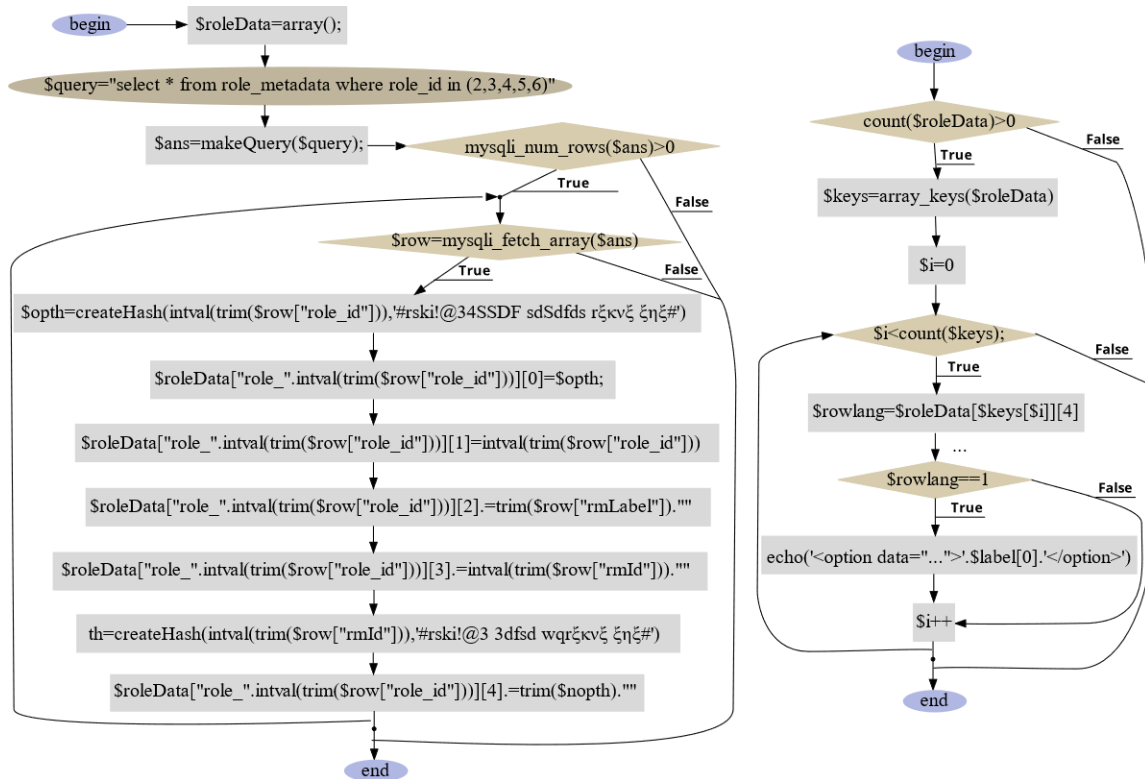 begin
$roleData=array();
$query="select * from role_metadata where role_id in (2,3,4,5,6)"
$ans=makeQuery($query);
mysqli_num_rows($ans)>0
True
False
$row=mysqli_fetch_array($ans)
True
False
$opth=createHash(intval(trim($row["role_id"])),'#rski!@34SSDF sdSdfds rξκνξ ξηξ#')
$roleData["role_".intval(trim($row["role_id"]))][0]=$opth;
$roleData["role_".intval(trim($row["role_id"]))][1]=intval(trim($row["role_id"]))
$roleData["role_".intval(trim($row["role_id"]))][2].=trim($row["rmLabel"]).""
$roleData["role_".intval(trim($row["role_id"]))][3].=intval(trim($row["rmId"])).""
th=createHash(intval(trim($row["rmId"])),'#rski!@3 3dfsd wqrξκνξ ξηξ#')
$roleData["role_".intval(trim($row["role_id"]))][4].=trim($nopth).""
end
begin
count($roleData)>0
False
True
$keys=array_keys($roleData)
$i=0
$i<count($keys);
False
True
$rowlang=$roleData[$keys[$i]][4]
...
$rowlang==1
False
True
echo('<option data="...">'.$label[0].'</option>')
$i++
end